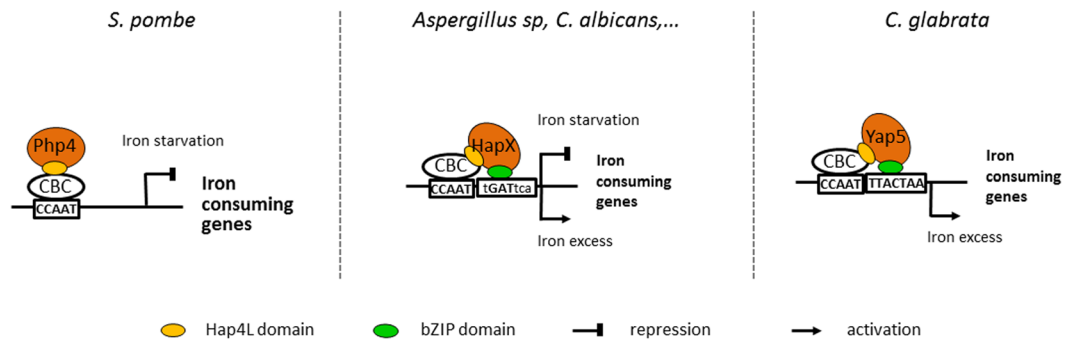 S. pombe
Php4
CBC
CCAAT
Iron starvation
Iron
consuming
genes
Aspergillus sp, C. albicans,...
HapX
CBC
CCAAT
tGATtca
Iron starvation
Iron
consuming
genes
Iron excess
C. glabrata
Yap5
CBC
CCAAT
TTACTAA
Iron
consuming
genes
Iron excess
Hap4L domain
bZIP domain
repression
activation